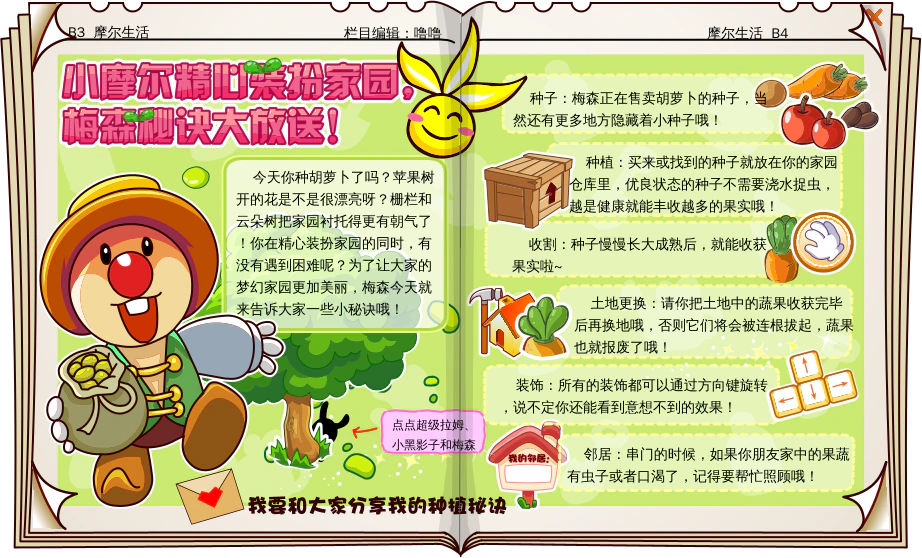 B3 摩尔生活
栏目编辑：噜噜
小摩尔精心装扮家园，
梅森秘诀大放送！
今天你种胡萝卜了吗？苹果树
开的花是不是很漂亮呀？栅栏和
云朵树把家园衬托得更有朝气了
！你在精心装扮家园的同时，有
没有遇到困难呢？为了让大家的
梦幻家园更加美丽，梅森今天就
来告诉大家一些小秘诀哦！
点点超级拉姆、
小黑影子和梅森
我要和大家分享我的种植秘诀
摩尔生活 B4
种子：梅森正在售卖胡萝卜的种子，当
然还有更多地方隐藏着小种子哦！
种植：买来或找到的种子就放在你的家园
仓库里，优良状态的种子不需要浇水捉虫，
越是健康就能丰收越多的果实哦！
收割：种子慢慢长大成熟后，就能收获
果实啦~
土地更换：请你把土地中的蔬果收获完毕
后再换地哦，否则它们将会被连根拔起，蔬果
也就报废了哦！
装饰：所有的装饰都可以通过方向键旋转
，说不定你还能看到意想不到的效果！
我的邻居：
邻居：串门的时候，如果你朋友家中的果蔬
有虫子或者口渴了，记得要帮忙照顾哦！